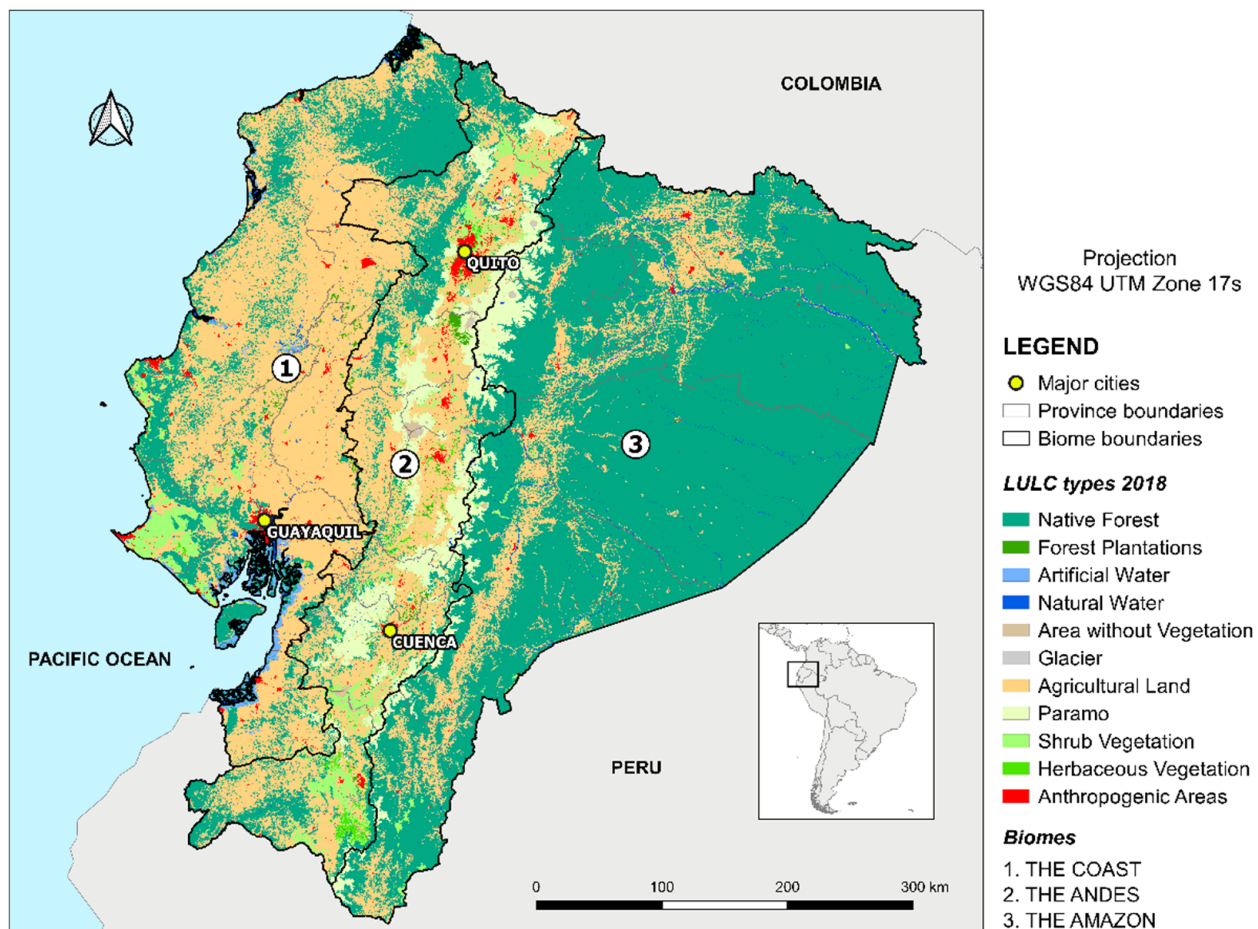 COLOMBIA
QUITO
1
2
3
GUAYAQUIL
CUENCA
PACIFIC OCEAN
PERU
0 100 200 300 km
Projection
WGS84 UTM Zone 17s
LEGEND
Major cities
Province boundaries
Biome boundaries
LULC types 2018
Native Forest
Forest Plantations
Artificial Water
Natural Water
Area without Vegetation
Glacier
Agricultural Land
Paramo
Shrub Vegetation
Herbaceous Vegetation
Anthropogenic Areas
Biomes
1. THE COAST
2. THE ANDES
3. THE AMAZON